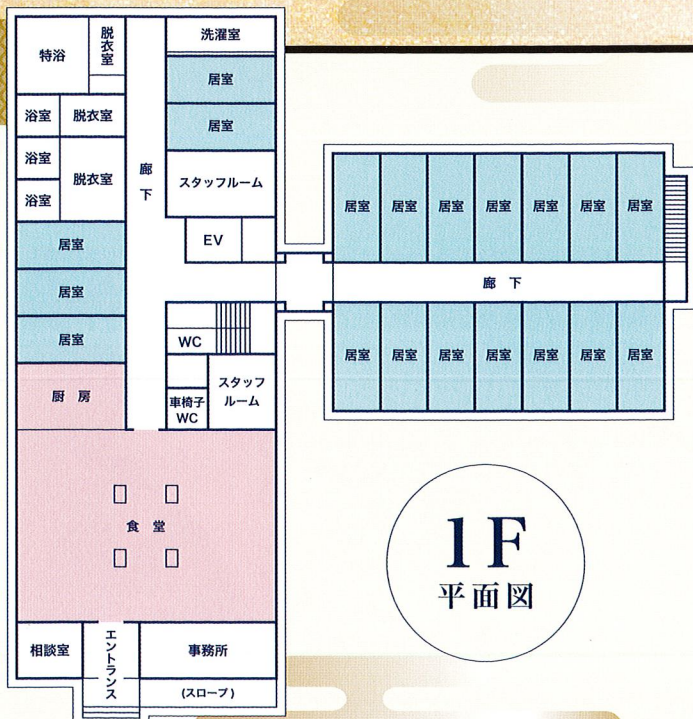 特浴
脱衣室
洗濯室
居室
居室
浴室
脱衣室
浴室
脱衣室
浴室
廊下
スタッフルーム
EV
居室
居室
居室
厨房
WC
車椅子
WC
スタッフ
ルーム
食堂
相談室
エントランス
事務所
(スロープ)
居室
居室
居室
居室
居室
居室
居室
廊下
居室
居室
居室
居室
居室
居室
居室
1F
平面図